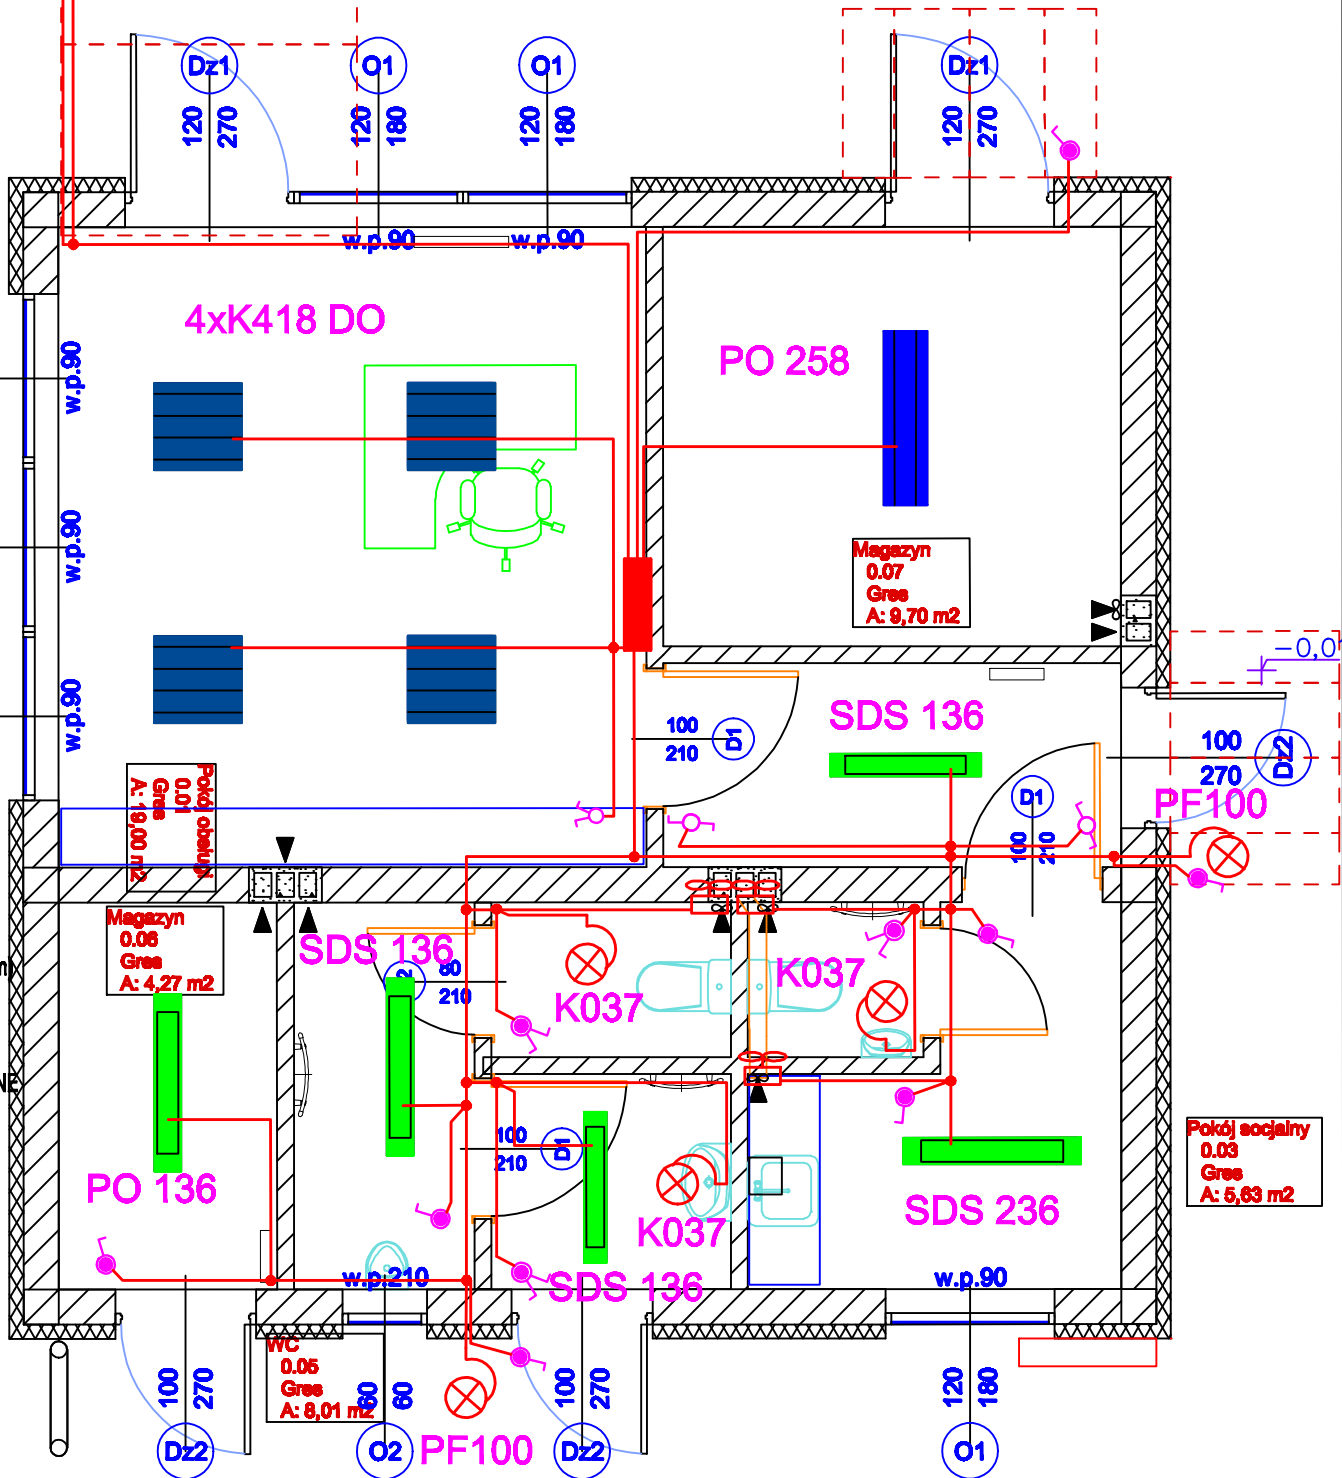 Dz1
120
270
O1
120
180
O1
120
180
Dz1
120
270
w.p.90
w.p.90
4xK418 DO
PO 258
w.p.90
w.p.90
w.p.90
Magazyn
0.07
Gres
A: 9,70 m2
-0,0
SDS 136
100
210
D1
D1
100
210
100
270
Dz2
PF100
Pokój obsługi
0.01
Gres
A: 19,00 m2
Magazyn
0.06
Gres
A: 4,27 m2
SDS 136
80
210
K037
K037
NE
PO 136
100
210
D1
K037
SDS 136
SDS 236
Pokój socjalny
0.03
Gres
A: 5,63 m2
w.p.210
w.p.90
WC
0.05
Gres
A: 8,01 m2
100
270
Dz2
60
60
O2
PF100
100
270
Dz2
120
180
O1